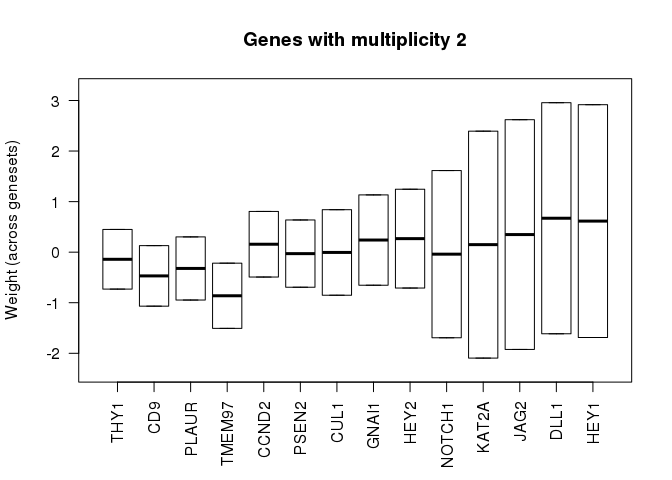 Genes with multiplicity 2
Weight (across genesets)
3
2
1
0
-1
-2
THY1
CD9
PLAUR
TMEM97
CCND2
PSEN2
CUL1
GNAI1
HEY2
NOTCH1
KAT2A
JAG2
DLL1
HEY1